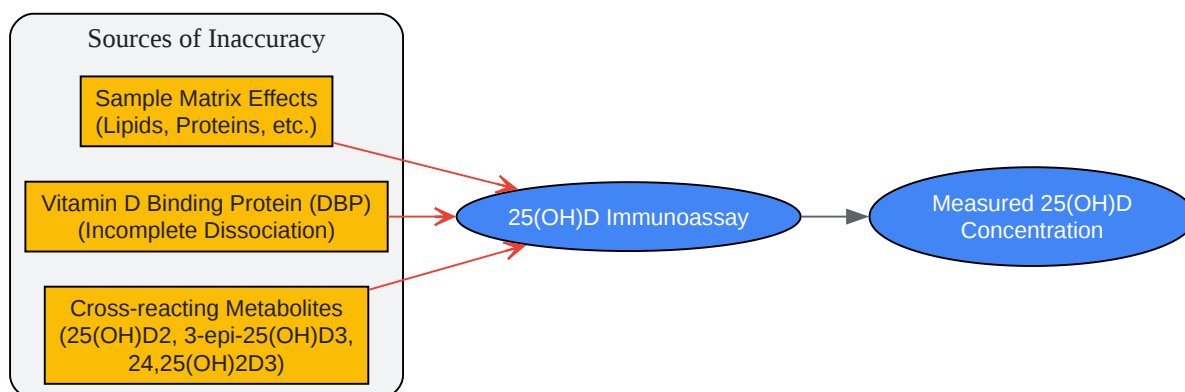 Sources of Inaccuracy
Sample Matrix Effects
(Lipids, Proteins, etc.)
Vitamin D Binding Protein (DBP)
(Incomplete Dissociation)
Cross-reacting Metabolites
(25(OH)D2, 3-epi-25(OH)D3,
24,25(OH)2D3)
25(OH)D Immunoassay
Measured 25(OH)D
Concentration